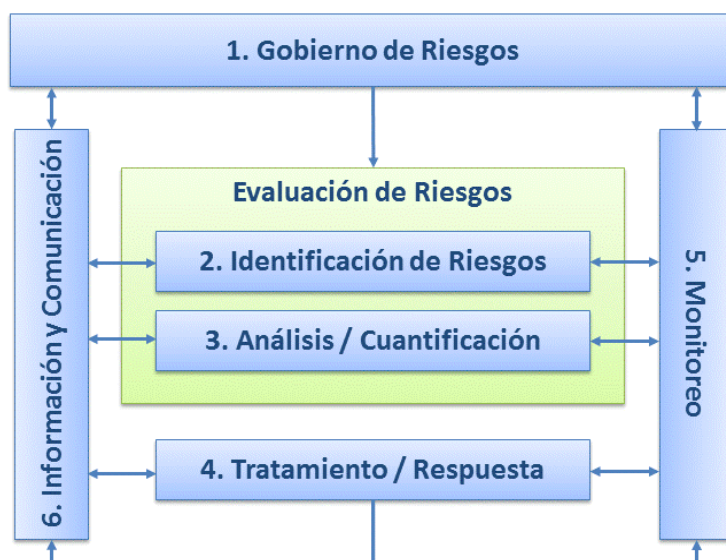 1. Gobierno de Riesgos
Evaluación de Riesgos
2. Identificación de Riesgos
3. Análisis / Cuantificación
4. Tratamiento / Respuesta
5. Monitoreo
6. Información y Comunicación